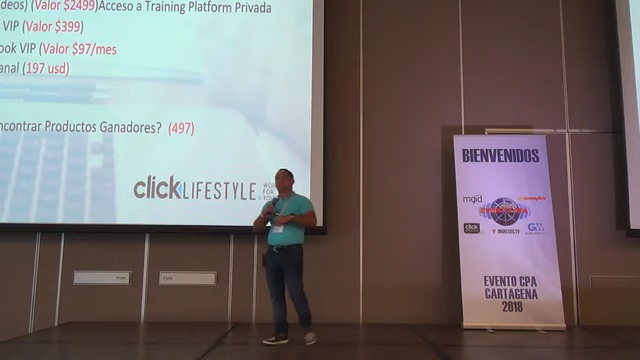 deos) (Valor $2499)Acceso a Training Platform Privada
VIP (Valor $399)
ook VIP (Valor $97/mes
anal (197 usd)
ncontrar Productos Ganadores? (497)
clickLIFESTYLE
BIENVENIDOS
mgid
click
EVENTO CPA
CARTAGENA
2018